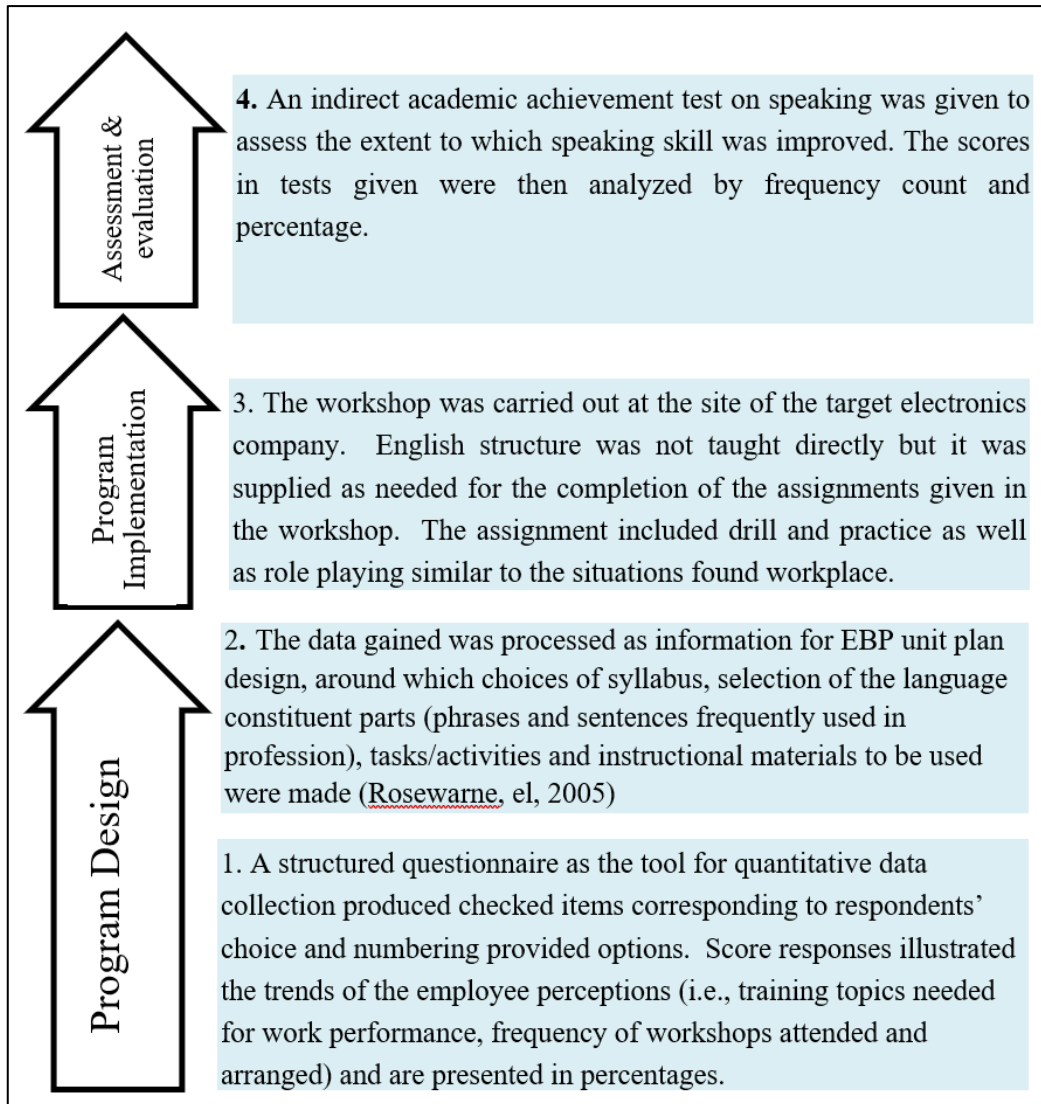 Assessment &
evaluation
4. An indirect academic achievement test on speaking was given to
assess the extent to which speaking skill was improved. The scores
in tests given were then analyzed by frequency count and
percentage.
Program
Implementation
3. The workshop was carried out at the site of the target electronics
company. English structure was not taught directly but it was
supplied as needed for the completion of the assignments given in
the workshop. The assignment included drill and practice as well
as role playing similar to the situations found workplace.
Program Design
2. The data gained was processed as information for EBP unit plan
design, around which choices of syllabus, selection of the language
constituent parts (phrases and sentences frequently used in
profession), tasks/activities and instructional materials to be used
were made (Rosewarne, el, 2005)
1. A structured questionnaire as the tool for quantitative data
collection produced checked items corresponding to respondents’
choice and numbering provided options. Score responses illustrated
the trends of the employee perceptions (i.e., training topics needed
for work performance, frequency of workshops attended and
arranged) and are presented in percentages.